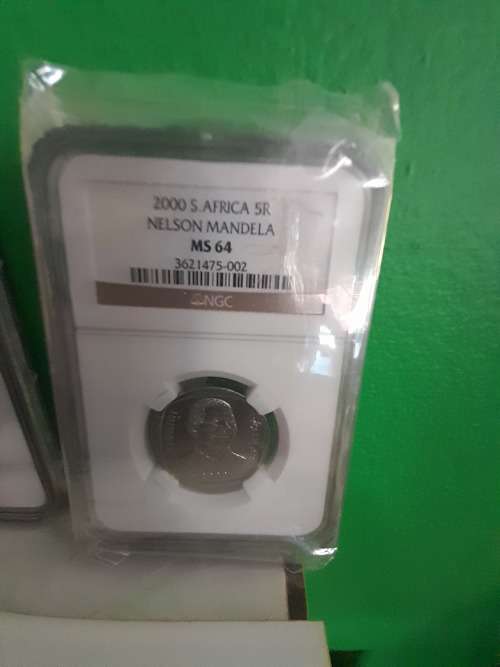 2000 S.AFRICA 5R
NELSON MANDELA
MS 64
3621475-002
NGC